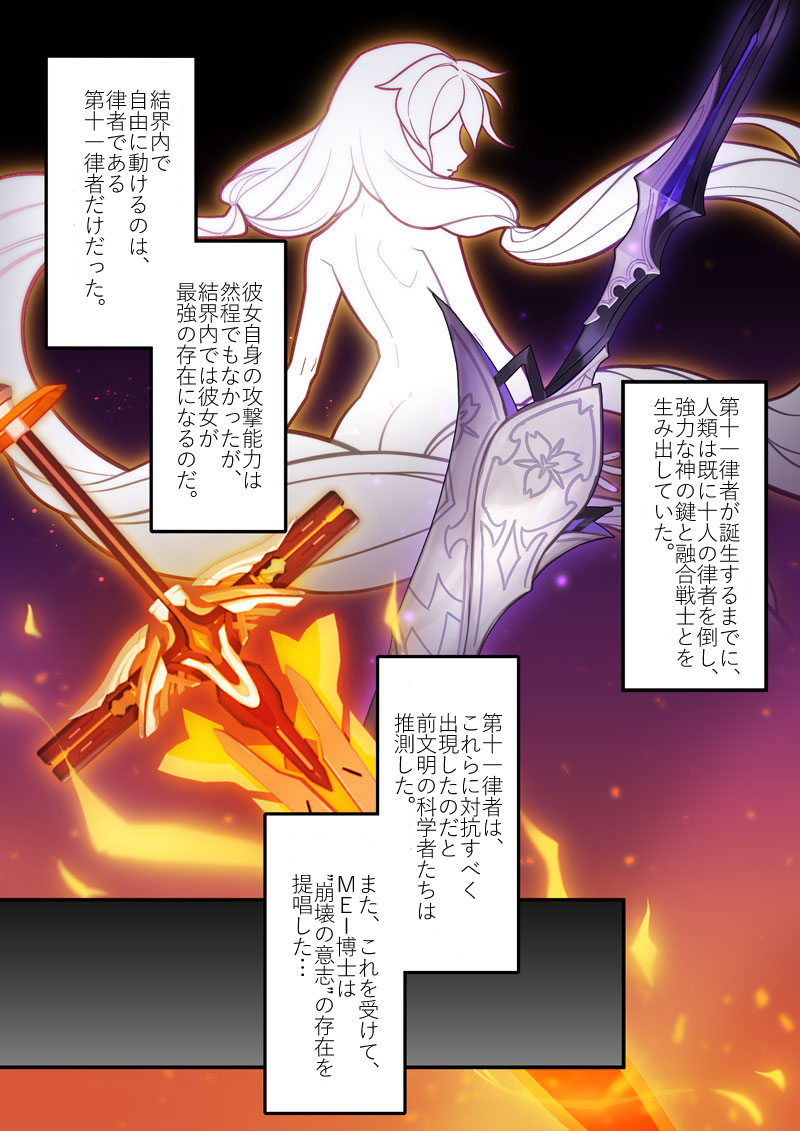 結界内で
自由に動けるのは、
律者である
第十一律者だけだった。
彼女自身の攻撃能力は
然程でもなかったが、
結界内では彼女が
最強の存在になるのだ。
第十一律者が誕生するまでに、
人類は既に十人の律者を倒し、
強力な神の鍵と融合戦士とを
生み出していた。
第十一律者は、
これらに対抗すべく
出現したのだと
前文明の科学者たちは
推測した。
また、これを受けて、
MEI博士は
”崩壊の意志”の存在を
提唱した…